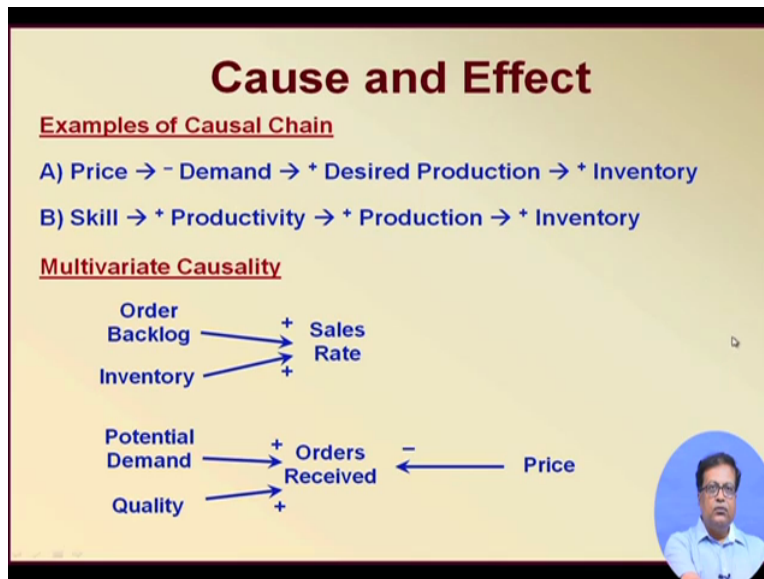 Cause and Effect
Examples of Causal Chain
A) Price → − Demand → + Desired Production → + Inventory
B) Skill → + Productivity → + Production → + Inventory
Multivariate Causality
Order
Backlog
+
Sales
Rate
Inventory
+
Potential
Demand
+
Orders
Received
−
Price
Quality
+